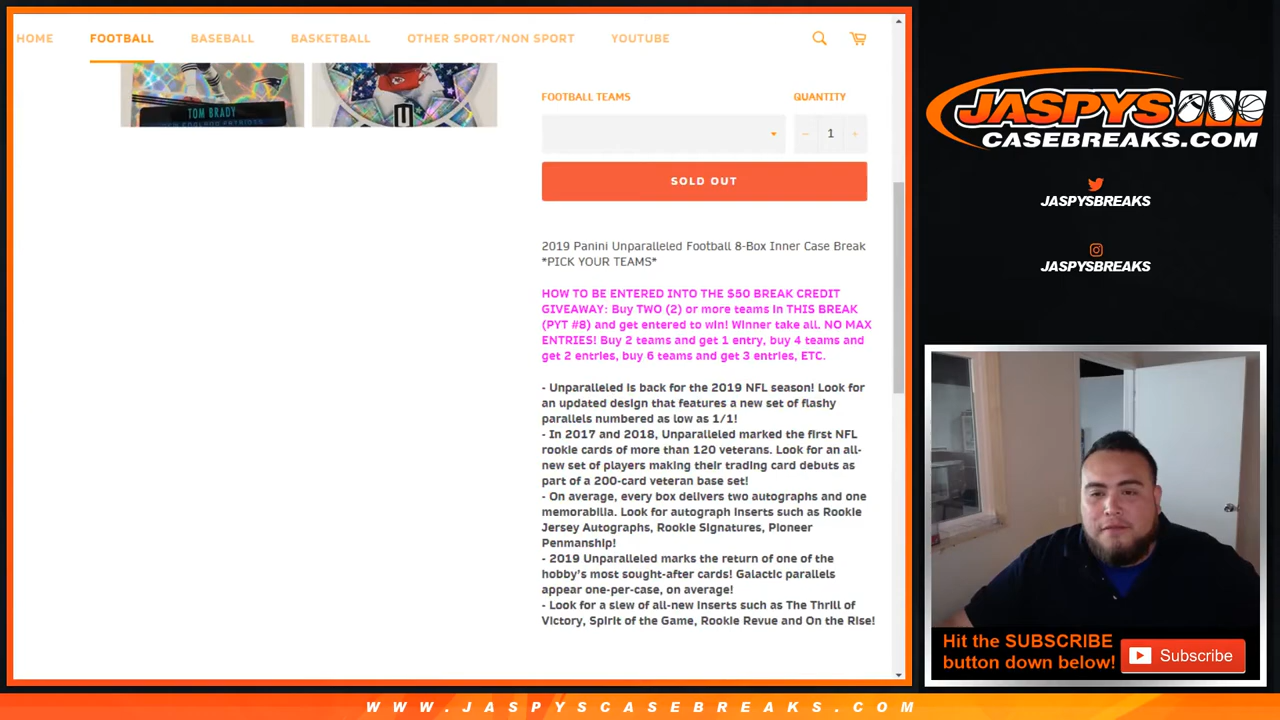 HOME FOOTBALL BASEBALL BASKETBALL OTHER SPORT/NON SPORT YOUTUBE
TOM BRADY
FOOTBALL TEAMS QUANTITY
− 1 +
SOLD OUT
2019 Panini Unparalleled Football 8-Box Inner Case Break
*PICK YOUR TEAMS*
HOW TO BE ENTERED INTO THE $50 BREAK CREDIT
GIVEAWAY: Buy TWO (2) or more teams in THIS BREAK
(PYT #8) and get entered to win! Winner take all. NO MAX
ENTRIES! Buy 2 teams and get 1 entry, buy 4 teams and
get 2 entries, buy 6 teams and get 3 entries, ETC.
- Unparalleled is back for the 2019 NFL season! Look for
an updated design that features a new set of flashy
parallels numbered as low as 1/1!
- In 2017 and 2018, Unparalleled marked the first NFL
rookie cards of more than 120 veterans. Look for an all-
new set of players making their trading card debuts as
part of a 200-card veteran base set!
- On average, every box delivers two autographs and one
memorabilia. Look for autograph inserts such as Rookie
Jersey Autographs, Rookie Signatures, Pioneer
Penmanship!
- 2019 Unparalleled marks the return of one of the
hobby's most sought-after cards! Galactic parallels
appear one-per-case, on average!
- Look for a slew of all-new inserts such as The Thrill of
Victory, Spirit of the Game, Rookie Revue and On the Rise!
JASPYS
CASEBREAKS.COM
JASPYSBREAKS
JASPYSBREAKS
Hit the SUBSCRIBE
button down below!
Subscribe
WWW.JASPYSCASEBREAKS.COM